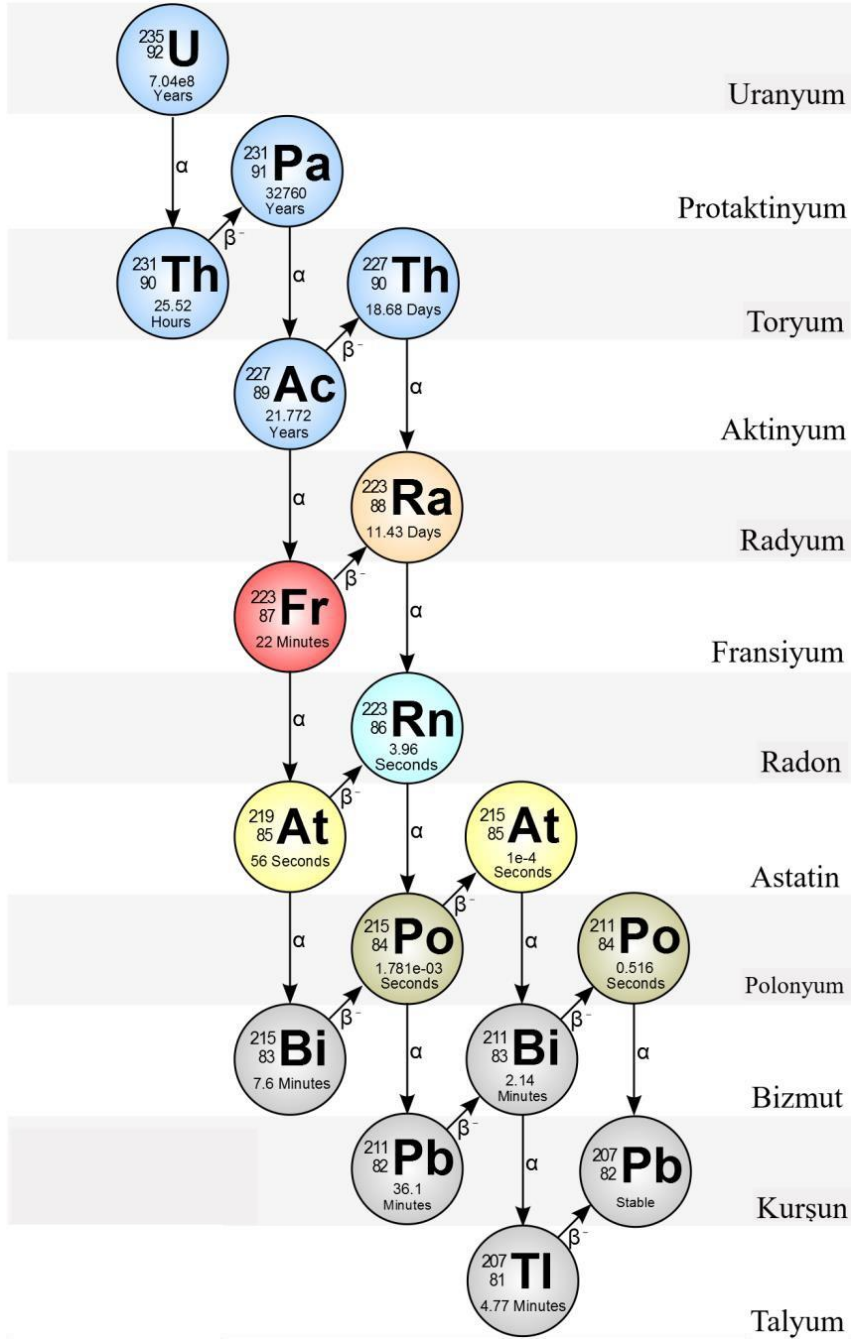 235
92 U
7.04e8
Years
Uranyum
α
231
91 Pa
32760
Years
Protaktinyum
β⁻
231
90 Th
25.52
Hours
α
227
90 Th
18.68 Days
Toryum
β⁻
227
89 Ac
21.772
Years
α
Aktinyum
α
223
88 Ra
11.43 Days
Radyum
β⁻
223
87 Fr
22 Minutes
α
Fransiyum
α
223
86 Rn
3.96
Seconds
Radon
β⁻
219
85 At
56 Seconds
α
215
85 At
1e-4
Seconds
Astatin
β⁻
α
215
84 Po
1.781e-03
Seconds
α
211
84 Po
0.516
Seconds
Polonyum
β⁻
β⁻
215
83 Bi
7.6 Minutes
α
211
83 Bi
2.14
Minutes
α
Bizmut
β⁻
211
82 Pb
36.1
Minutes
α
207
82 Pb
Stable
Kurşun
β⁻
207
81 Tl
4.77 Minutes
Talyum